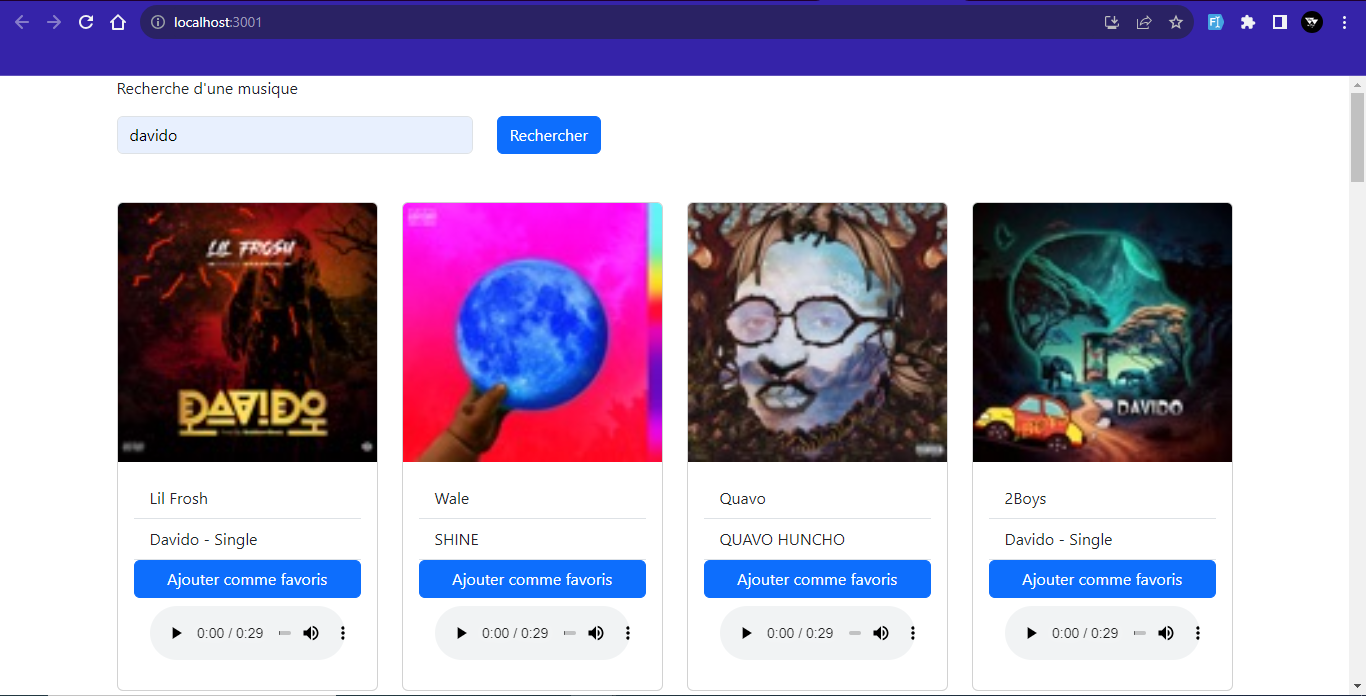 localhost:3001
Recherche d'une musique
davido
Rechercher
LIL FROSH
DAVIDO
DAVIDO
Lil Frosh
Wale
Quavo
2Boys
Davido - Single
SHINE
QUAVO HUNCHO
Davido - Single
Ajouter comme favoris
Ajouter comme favoris
Ajouter comme favoris
Ajouter comme favoris
0:00 / 0:29
0:00 / 0:29
0:00 / 0:29
0:00 / 0:29